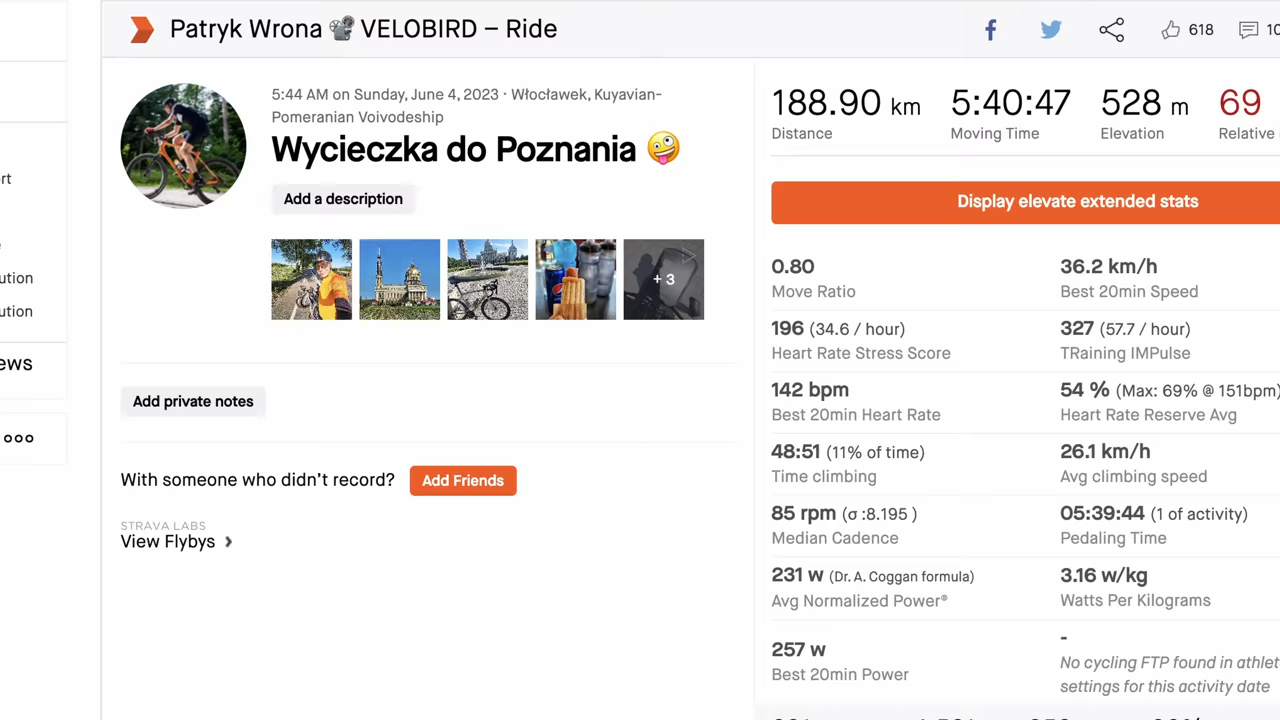 Patryk Wrona 📽️ VELOBIRD – Ride
618
10
5:44 AM on Sunday, June 4, 2023 · Włocławek, Kuyavian-
Pomeranian Voivodeship
Wycieczka do Poznania 🤪
Add a description
+ 3
Add private notes
With someone who didn't record?
Add Friends
STRAVA LABS
View Flybys
188.90 km
Distance
5:40:47
Moving Time
528 m
Elevation
69
Relative
Display elevate extended stats
0.80
Move Ratio
36.2 km/h
Best 20min Speed
196 (34.6 / hour)
Heart Rate Stress Score
327 (57.7 / hour)
TRaining IMPulse
142 bpm
Best 20min Heart Rate
54 % (Max: 69% @ 151bpm)
Heart Rate Reserve Avg
48:51 (11% of time)
Time climbing
26.1 km/h
Avg climbing speed
85 rpm (σ :8.195 )
Median Cadence
05:39:44 (1 of activity)
Pedaling Time
231 w (Dr. A. Coggan formula)
Avg Normalized Power®
3.16 w/kg
Watts Per Kilograms
257 w
Best 20min Power
-
No cycling FTP found in athlet
settings for this activity date
rt
ution
ution
ews